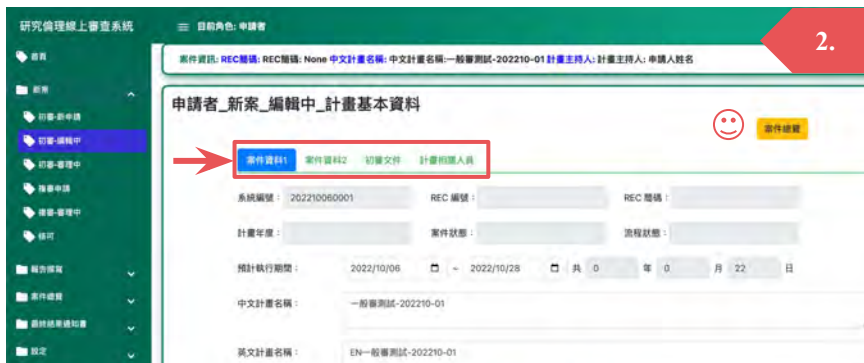 研究倫理線上審查系統
目前角色: 申請者
2.
首頁
案件資訊: REC簡碼: REC簡碼: None 中文計畫名稱: 中文計畫名稱:一般審測試-202210-01 計畫主持人: 計畫主持人: 申請人姓名
新案
初審-新申請
初審-編輯中
初審-審理中
複審申請
複審-審理中
核可
報告撰寫
案件總覽
最終結果通知書
設定
申請者_新案_編輯中_計畫基本資料
案件總覽
案件資料1 案件資料2 初審文件 計畫相關人員
系統編號： 202210060001 REC 編號： REC 簡碼：
計畫年度： 案件狀態： 流程狀態：
預計執行期間： 2022/10/06 ~ 2022/10/28 共 0 年 0 月 22 日
中文計畫名稱： 一般審測試-202210-01
英文計畫名稱： EN一般審測試-202210-01